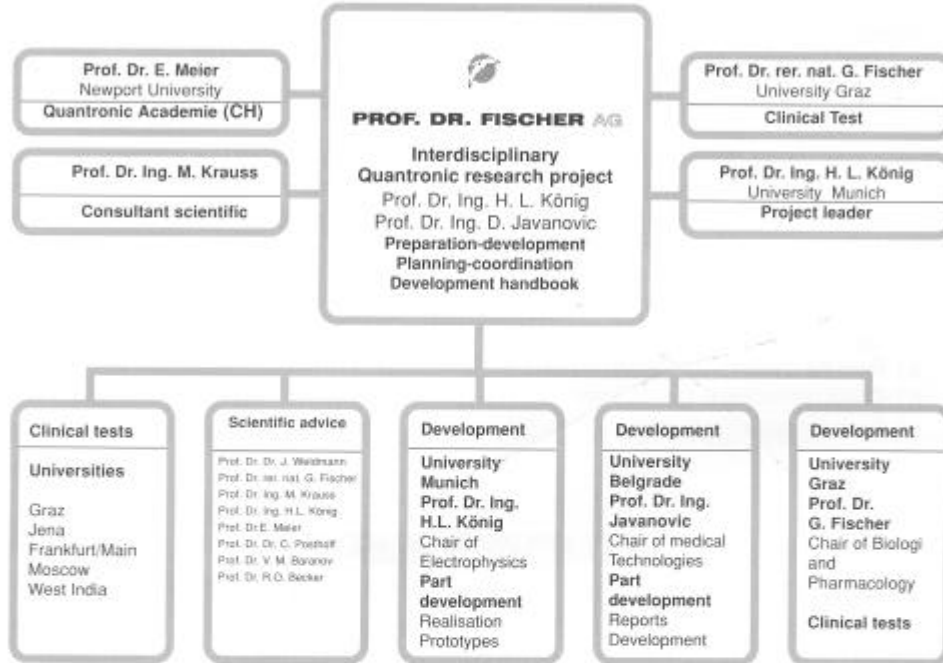 Prof. Dr. E. Meier
Newport University
Quantronic Academie (CH)
Prof. Dr. Ing. M. Krauss
Consultant scientific
PROF. DR. FISCHER AG
Interdisciplinary
Quantronic research project
Prof. Dr, Ing. H. L. König
Prof. Dr. Ing. D. Javanovic
Preparation-development
Planning-coordination
Development handbook
Prof. Dr. rer. nat. G. Fischer
University Graz
Clinical Test
Prof. Dr. Ing. H. L. König
University Munich
Project leader
Clinical tests
Universities
Graz
Jena
Frankfurt/Main
Moscow
West India
Scientific advice
Prof. Dr. Dr. J. Weidmann
Prof. Dr. rer. nat. G. Fischer
Prof. Dr. Ing. M. Krauss
Prof. Dr. Ing. H. L. König
Prof. Dr.E. Meier
Prof. Dr. Dr. C.
Prof. Dr. V. M. Baranov
Prof. Dr. R.O. Becker
Development
University
Munich
Prof. Dr. Ing.
H.L. König
Chair of
Electrophysics
Part
development
Realisation
Prototypes
Development
University
Belgrade
Prof. Dr. Ing.
Javanovic
Chair of medical
Technologies
Part
development
Reports
Development
Development
University
Graz
Prof. Dr.
G. Fischer
Chair of Biologi
and
Pharmacology
Clinical tests